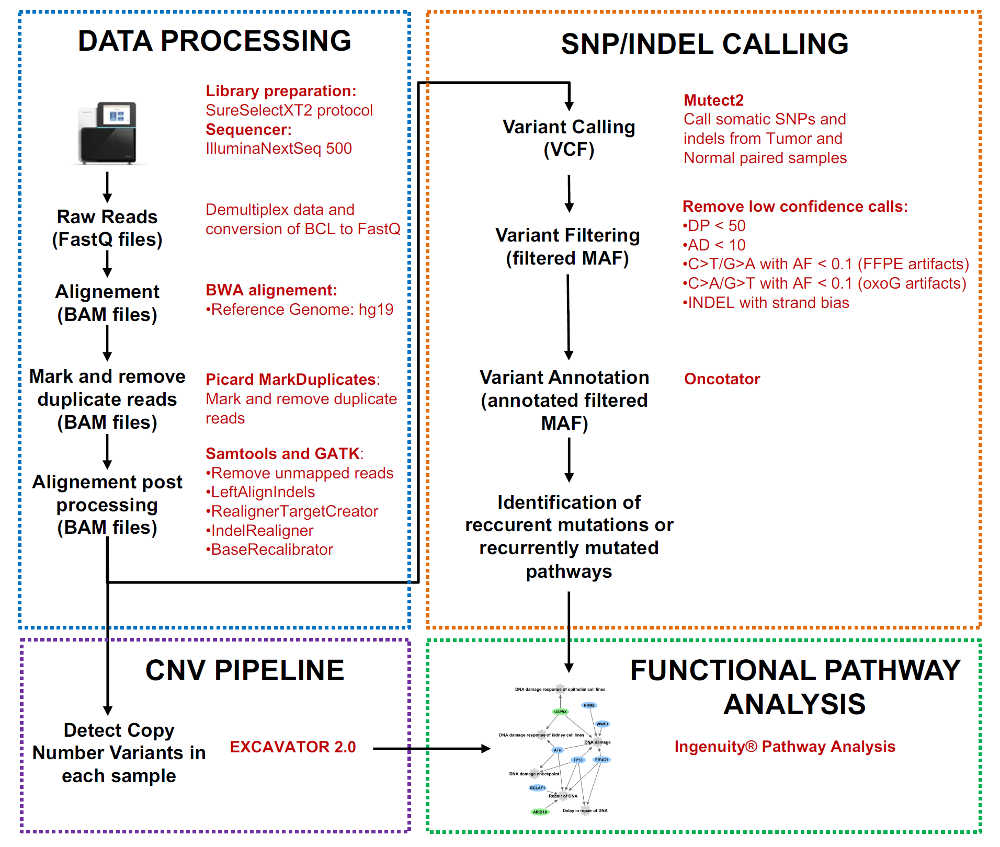 DATA PROCESSING
Library preparation:
SureSelectXT2 protocol
Sequencer:
IlluminaNextSeq 500
Raw Reads
(FastQ files)
Demultiplex data and
conversion of BCL to FastQ
Alignement
(BAM files)
BWA alignement:
•Reference Genome: hg19
Mark and remove
duplicate reads
(BAM files)
Picard MarkDuplicates:
Mark and remove duplicate
reads
Alignement post
processing
(BAM files)
Samtools and GATK:
•Remove unmapped reads
•LeftAlignIndels
•RealignerTargetCreator
•IndelRealigner
•BaseRecalibrator
SNP/INDEL CALLING
Variant Calling
(VCF)
Mutect2
Call somatic SNPs and
indels from Tumor and
Normal paired samples
Variant Filtering
(filtered MAF)
Remove low confidence calls:
•DP < 50
•AD < 10
•C>T/G>A with AF < 0.1 (FFPE artifacts)
•C>A/G>T with AF < 0.1 (oxoG artifacts)
•INDEL with strand bias
Variant Annotation
(annotated filtered
MAF)
Oncotator
Identification of
reccurent mutations or
recurrently mutated
pathways
CNV PIPELINE
Detect Copy
Number Variants in
each sample
EXCAVATOR 2.0
FUNCTIONAL PATHWAY
ANALYSIS
Ingenuity® Pathway Analysis
DNA damage response of epithelial cell lines
USP9X
RRM2
WWC1
DNA damage response of kidney cell lines
DNA damage
ATR
TP53
EIF4G1
DNA damage checkpoint
BCLAF1
Repair of DNA
ARID1A
Delay in repair of DNA